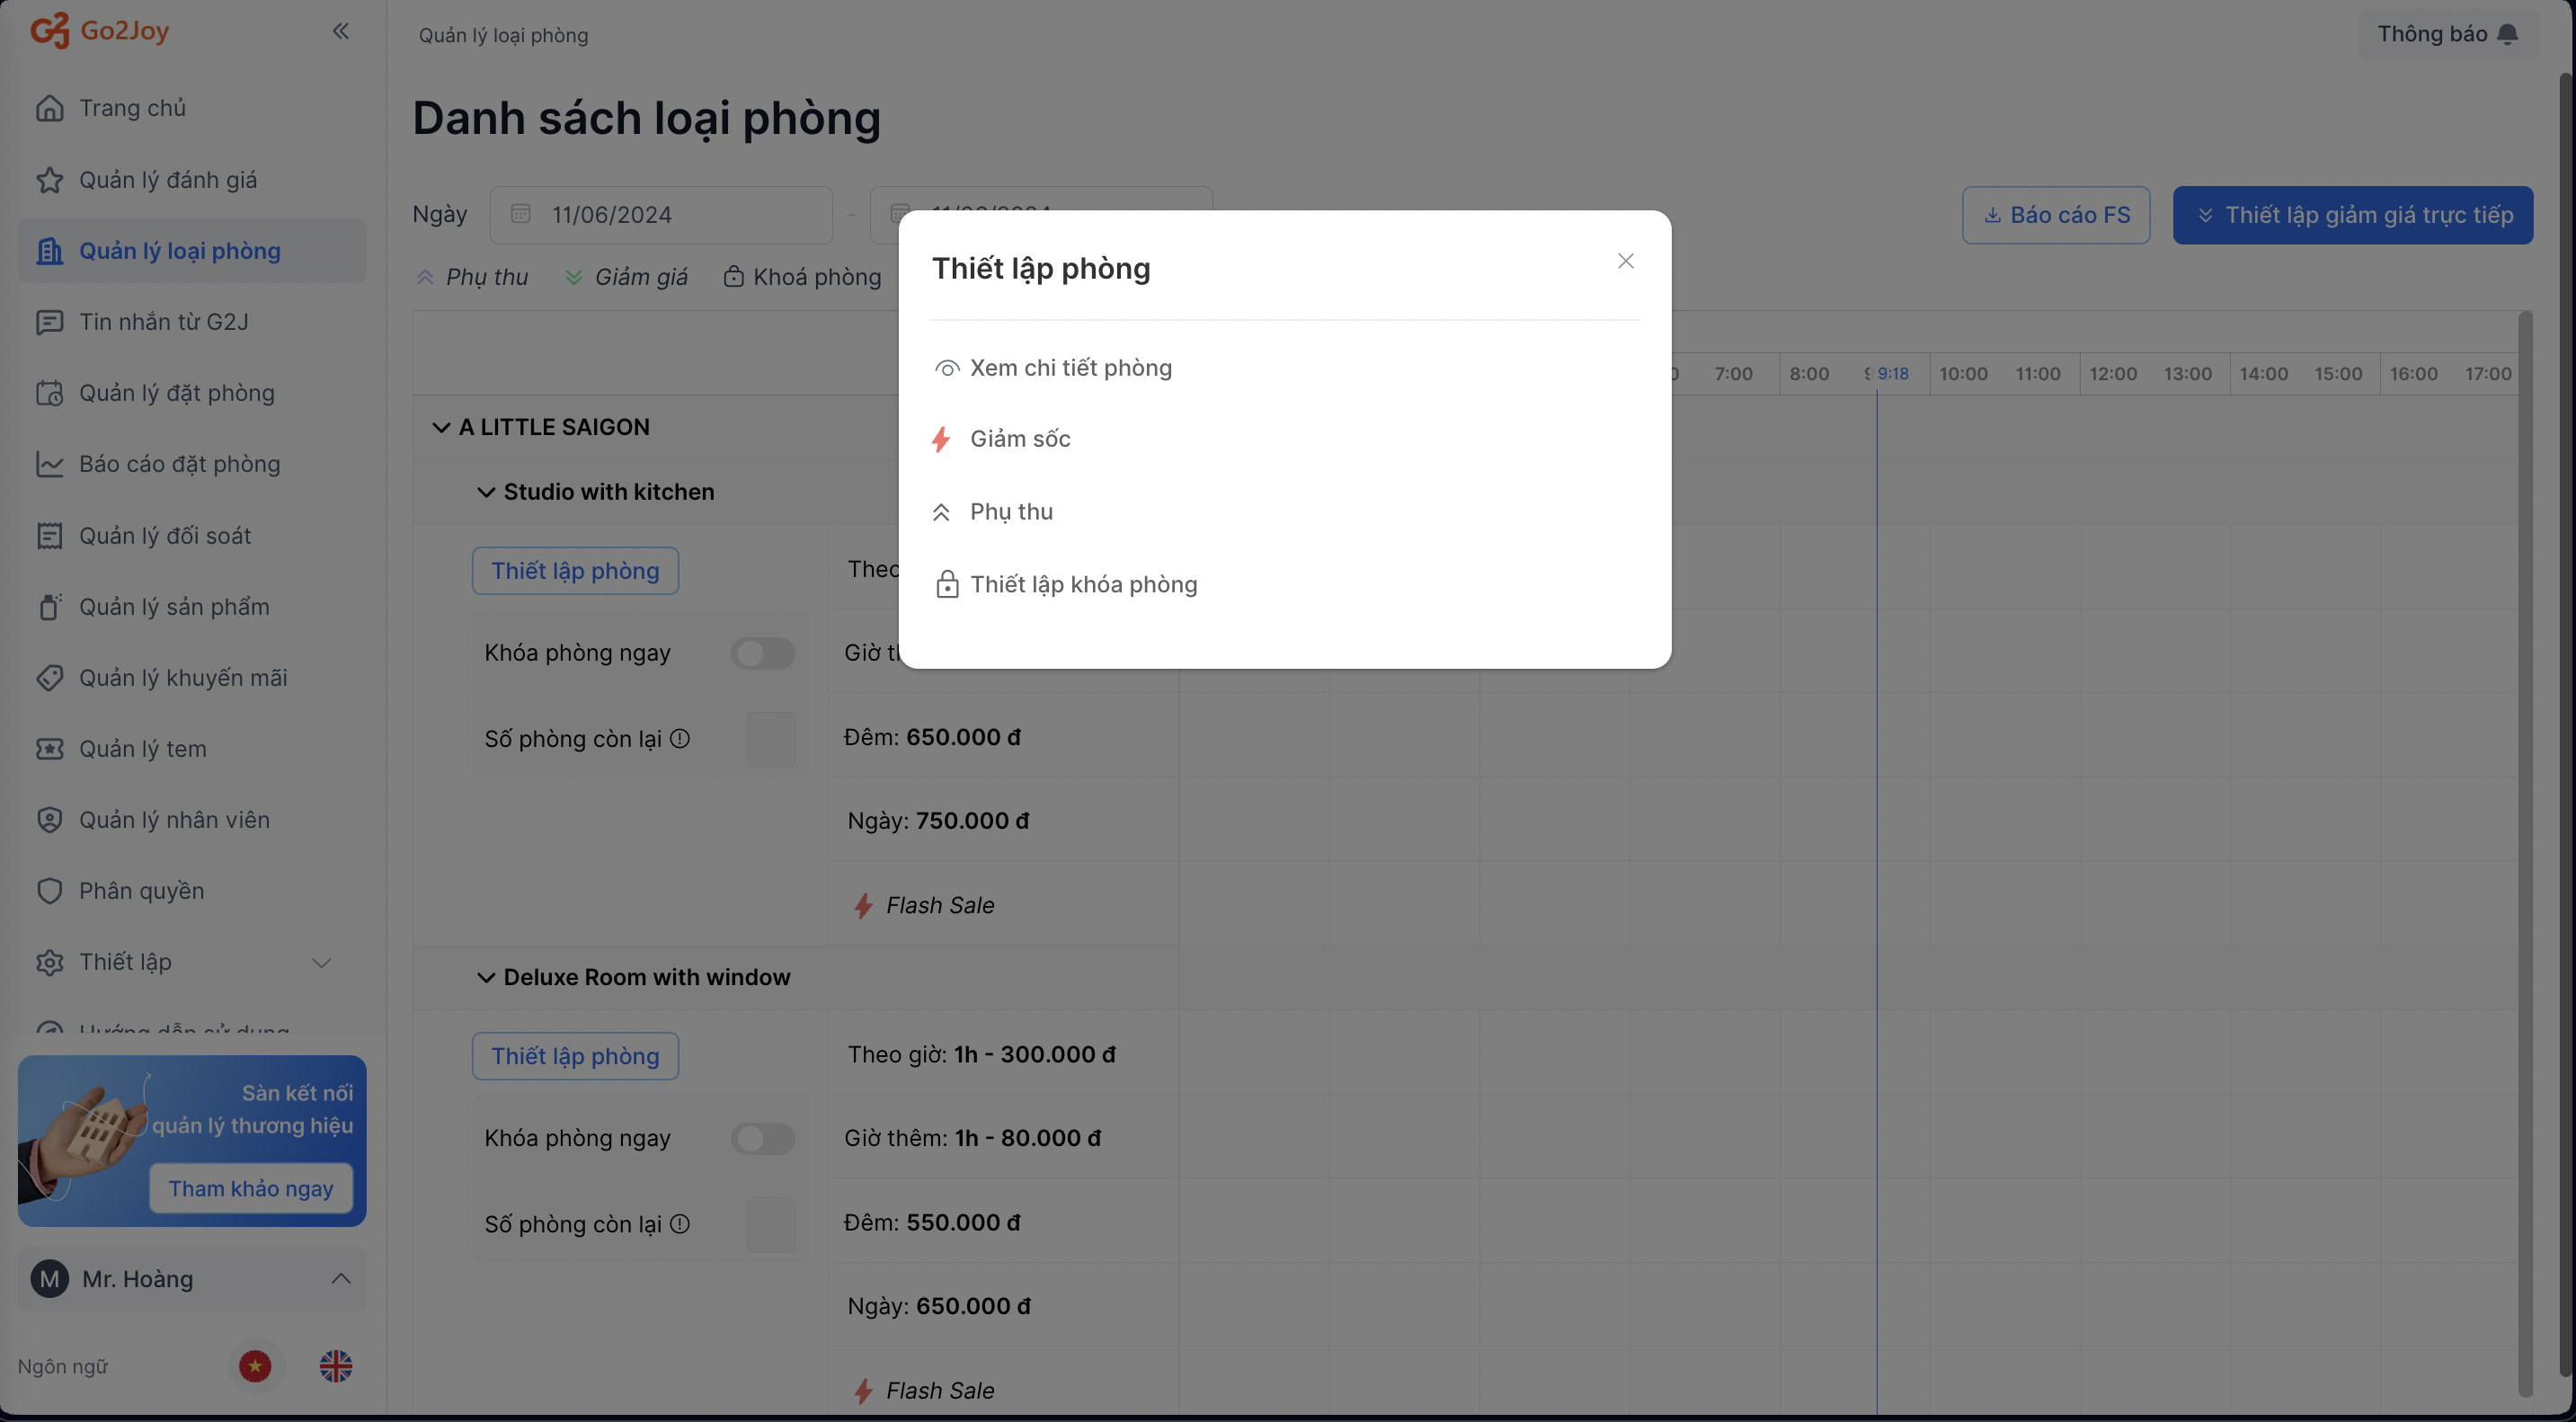 Go2Joy
Trang chủ
Quản lý đánh giá
Quản lý loại phòng
Tin nhắn từ G2J
Quản lý đặt phòng
Báo cáo đặt phòng
Quản lý đối soát
Quản lý sản phẩm
Quản lý khuyến mãi
Quản lý tem
Quản lý nhân viên
Phân quyền
Thiết lập
Hướng dẫn sử dụng
Sàn kết nối
quản lý thương hiệu
Tham khảo ngay
M Mr. Hoàng
Ngôn ngữ
Quản lý loại phòng
Thông báo
Danh sách loại phòng
Ngày 11/06/2024 - 11/06/2024
Báo cáo FS
Thiết lập giảm giá trực tiếp
Phụ thu Giảm giá Khoá phòng
7:00 8:00 9:18 10:00 11:00 12:00 13:00 14:00 15:00 16:00 17:00
A LITTLE SAIGON
Studio with kitchen
Thiết lập phòng
Theo
Khóa phòng ngay
Giờ
Số phòng còn lại
Đêm: 650.000 đ
Ngày: 750.000 đ
Flash Sale
Deluxe Room with window
Thiết lập phòng
Theo giờ: 1h - 300.000 đ
Khóa phòng ngay
Giờ thêm: 1h - 80.000 đ
Số phòng còn lại
Đêm: 550.000 đ
Ngày: 650.000 đ
Flash Sale
Thiết lập phòng
Xem chi tiết phòng
Giảm sốc
Phụ thu
Thiết lập khóa phòng